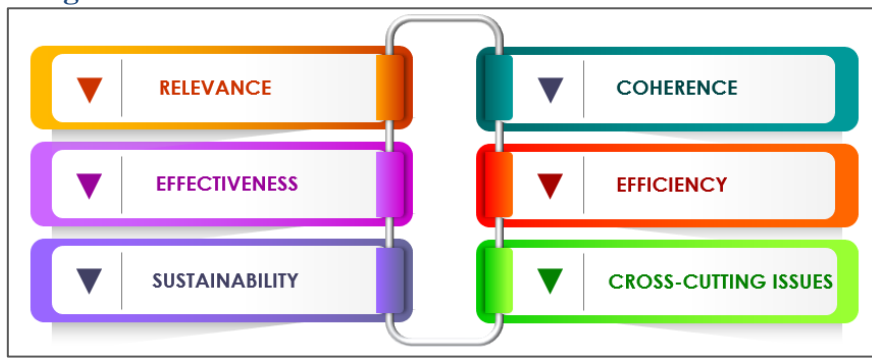 RELEVANCE
COHERENCE
EFFECTIVENESS
EFFICIENCY
SUSTAINABILITY
CROSS-CUTTING ISSUES